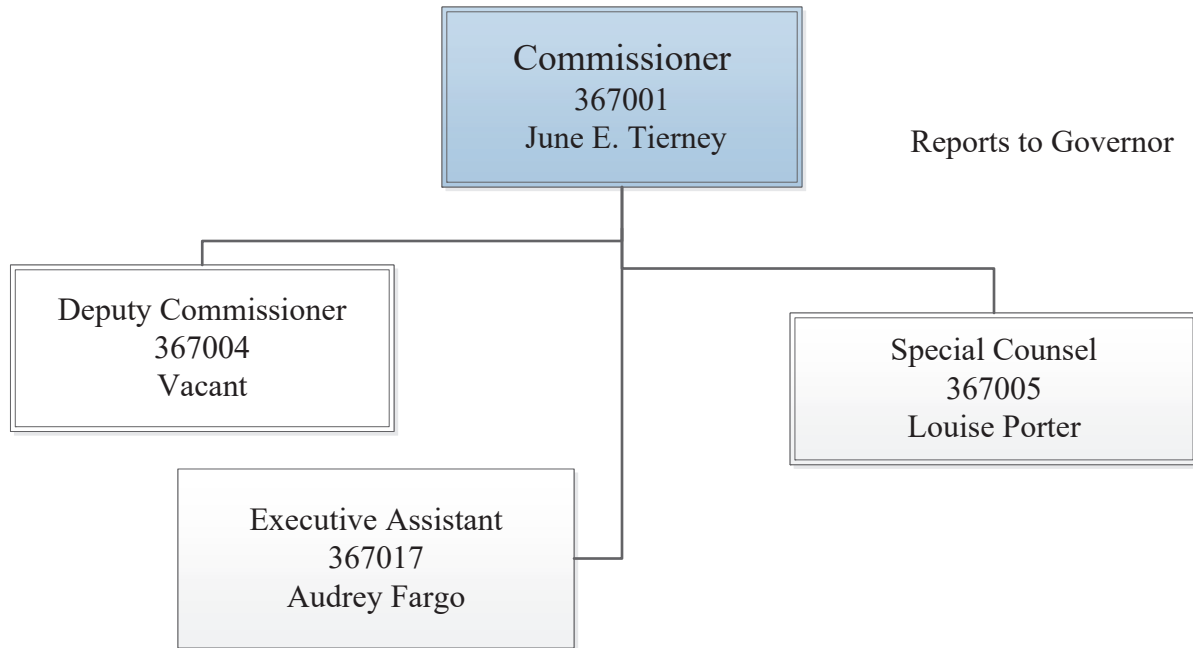 Commissioner
367001
June E. Tierney
Reports to Governor
Deputy Commissioner
367004
Vacant
Special Counsel
367005
Louise Porter
Executive Assistant
367017
Audrey Fargo